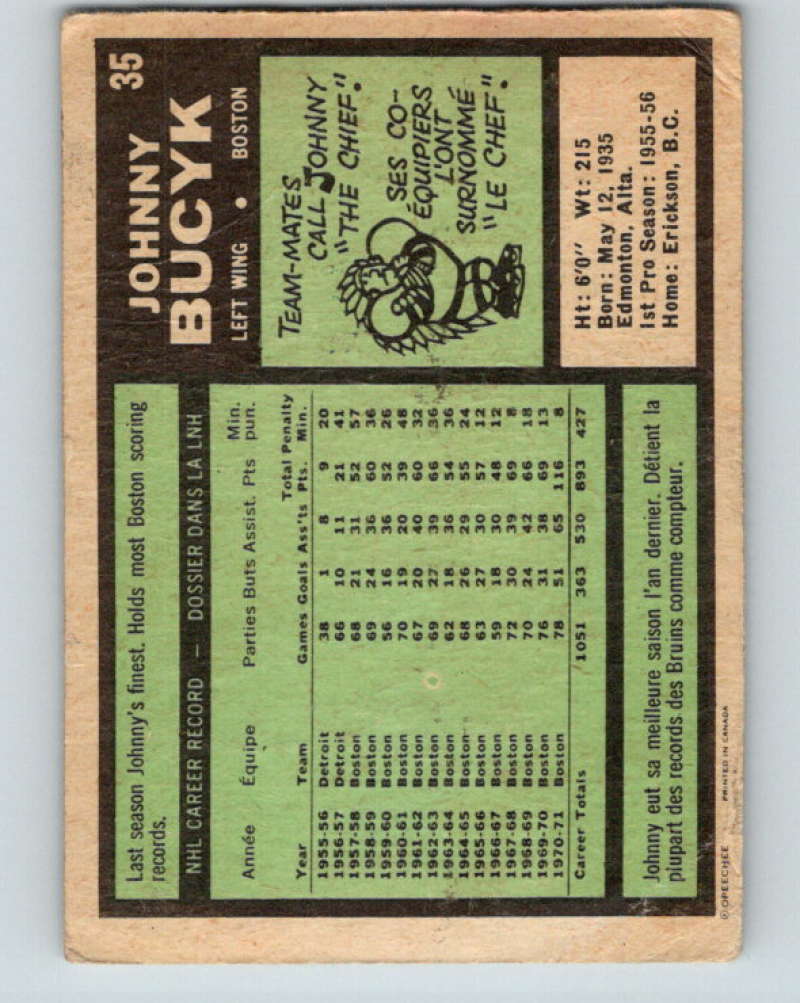 35
JOHNNY
BUCYK
LEFT WING • BOSTON
TEAM-MATES
CALL JOHNNY
"THE CHIEF."
SES CO-
ÉQUIPIERS
L'ONT
SURNOMMÉ
"LE CHEF".
Ht: 6'0" Wt: 215
Born: May 12, 1935
Edmonton, Alta.
1st Pro Season: 1955-56
Home: Erickson, B.C.
Last season Johnny's finest. Holds most Boston scoring
records.
NHL CAREER RECORD – DOSSIER DANS LA LNH
Année Équipe Parties Buts Assist. Pts Min. pun.
Year Team Games Goals Ass'ts Total Pts. Penalty Min.
1955-56 Detroit 38 1 8 9 20
1956-57 Detroit 66 10 11 21 41
1957-58 Boston 68 21 31 52 57
1958-59 Boston 69 24 36 60 36
1959-60 Boston 56 16 36 52 26
1960-61 Boston 70 19 20 39 48
1961-62 Boston 67 20 40 60 32
1962-63 Boston 69 27 39 66 36
1963-64 Boston 62 18 36 54 36
1964-65 Boston 68 26 29 55 24
1965-66 Boston 63 27 30 57 12
1966-67 Boston 59 18 30 48 12
1967-68 Boston 72 30 39 69 8
1968-69 Boston 70 24 42 66 18
1969-70 Boston 76 31 38 69 13
1970-71 Boston 78 51 65 116 8
Career Totals 1051 363 530 893 427
Johnny eut sa meilleure saison l'an dernier. Détient la
plupart des records des Bruins comme compteur.
© OPEECHEE PRINTED IN CANADA